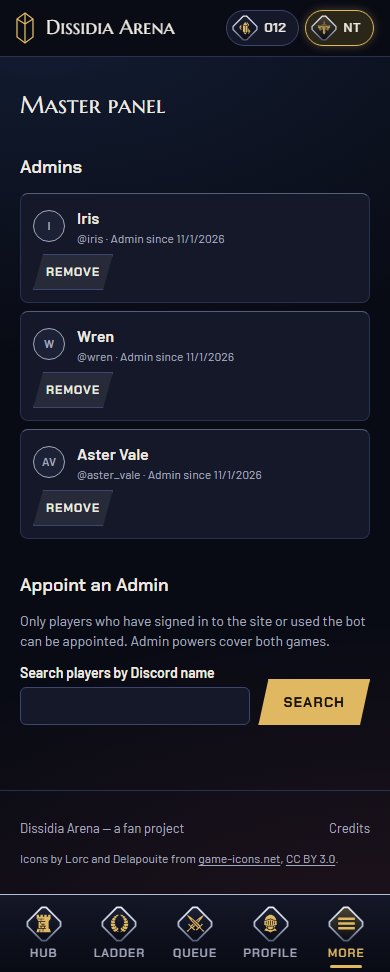 Dissidia Arena
012
NT
Master panel
Admins
I
Iris
@iris · Admin since 11/1/2026
REMOVE
W
Wren
@wren · Admin since 11/1/2026
REMOVE
AV
Aster Vale
@aster_vale · Admin since 11/1/2026
REMOVE
Appoint an Admin
Only players who have signed in to the site or used the bot
can be appointed. Admin powers cover both games.
Search players by Discord name
SEARCH
Dissidia Arena — a fan project
Credits
Icons by Lorc and Delapouite from game-icons.net, CC BY 3.0.
HUB
LADDER
QUEUE
PROFILE
MORE